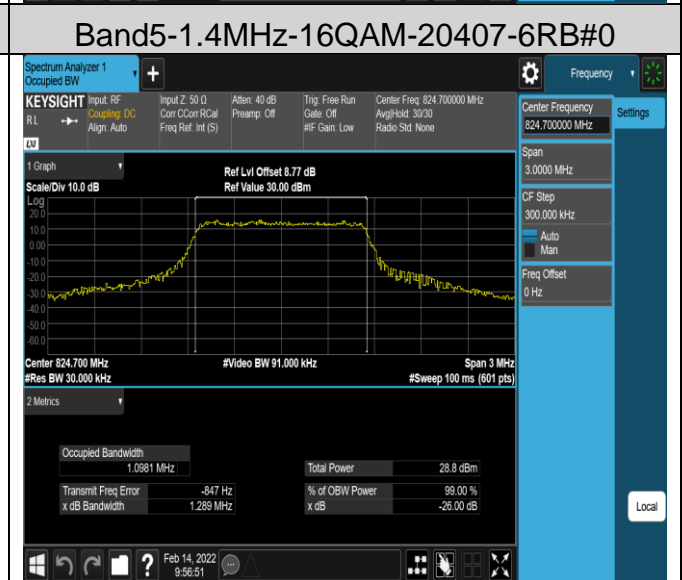 Band5-1.4MHz-16QAM-20407-6RB#0
Spectrum Analyzer 1
Occupied BW
Frequency
KEYSIGHT
RL
Input: RF
Coupling: DC
Align: Auto
Input Z: 50 Ω
Corr CCorr RCal
Freq Ref: Int (S)
Atten: 40 dB
Preamp: Off
Trig: Free Run
Gate: Off
#IF Gain: Low
Center Freq: 824.700000 MHz
Avg|Hold: 30/30
Radio Std: None
Center Frequency
824.700000 MHz
Settings
Span
3.0000 MHz
CF Step
300.000 kHz
Auto
Man
Freq Offset
0 Hz
1 Graph
Scale/Div 10.0 dB
Ref Lvl Offset 8.77 dB
Ref Value 30.00 dBm
Log
20.0
10.0
0.00
-10.0
-20.0
-30.0
-40.0
-50.0
-60.0
Center 824.700 MHz
#Video BW 91.000 kHz
Span 3 MHz
#Res BW 30.000 kHz
#Sweep 100 ms (601 pts)
2 Metrics
Occupied Bandwidth
1.0981 MHz
Total Power 28.8 dBm
Transmit Freq Error -847 Hz
% of OBW Power 99.00 %
x dB Bandwidth 1.289 MHz
x dB -26.00 dB
Local
Feb 14, 2022
9:56:51